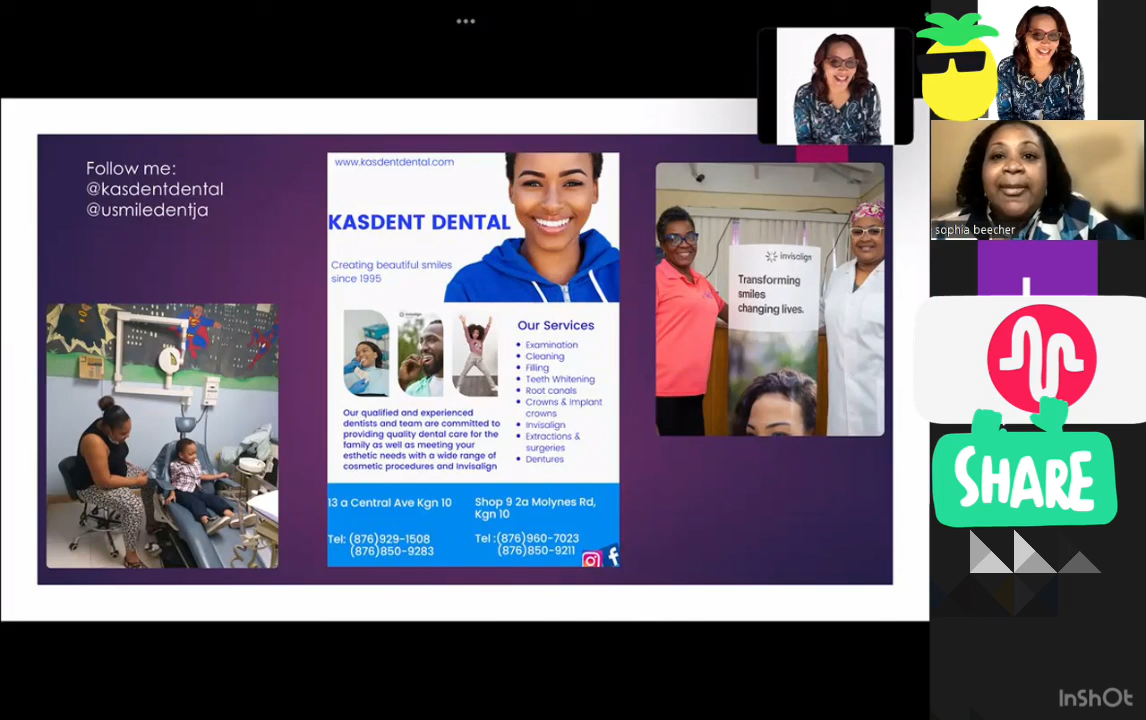 Follow me:
@kasdentdental
@usmiledentja
www.kasdentdental.com
KASDENT DENTAL
Creating beautiful smiles
since 1995
invisalign
Our Services
Examination
Cleaning
Filling
Teeth Whitening
Root canals
Crowns & Implant
crowns
Invisalign
Extractions &
surgeries
Dentures
Our qualified and experienced
dentists and team are committed to
providing quality dental care for the
family as well as meeting your
esthetic needs with a wide range of
cosmetic procedures and Invisalign
13 a Central Ave Kgn 10
Tel: (876)929-1508
(876)850-9283
Shop 9 2a Molynes Rd,
Kgn 10
Tel :(876)960-7023
(876)850-9211
invisalign
Transforming
smiles
changing lives.
sophia beecher
SHARE
InShOt